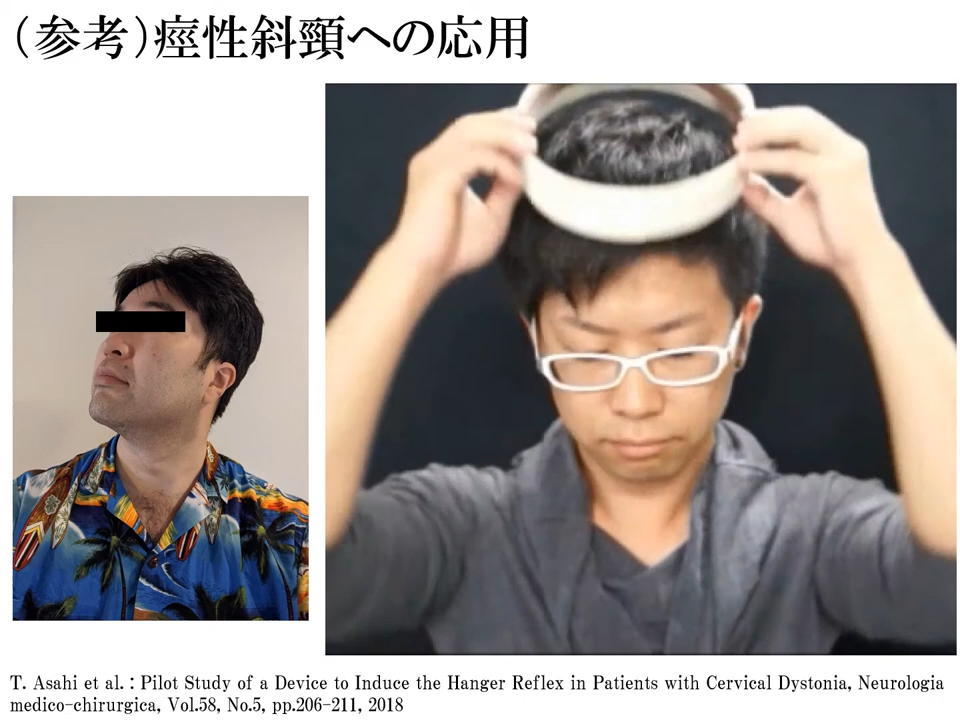 （参考）痙性斜頸への応用
T. Asahi et al.：Pilot Study of a Device to Induce the Hanger Reflex in Patients with Cervical Dystonia, Neurologia
medico-chirurgica, Vol.58, No.5, pp.206-211, 2018